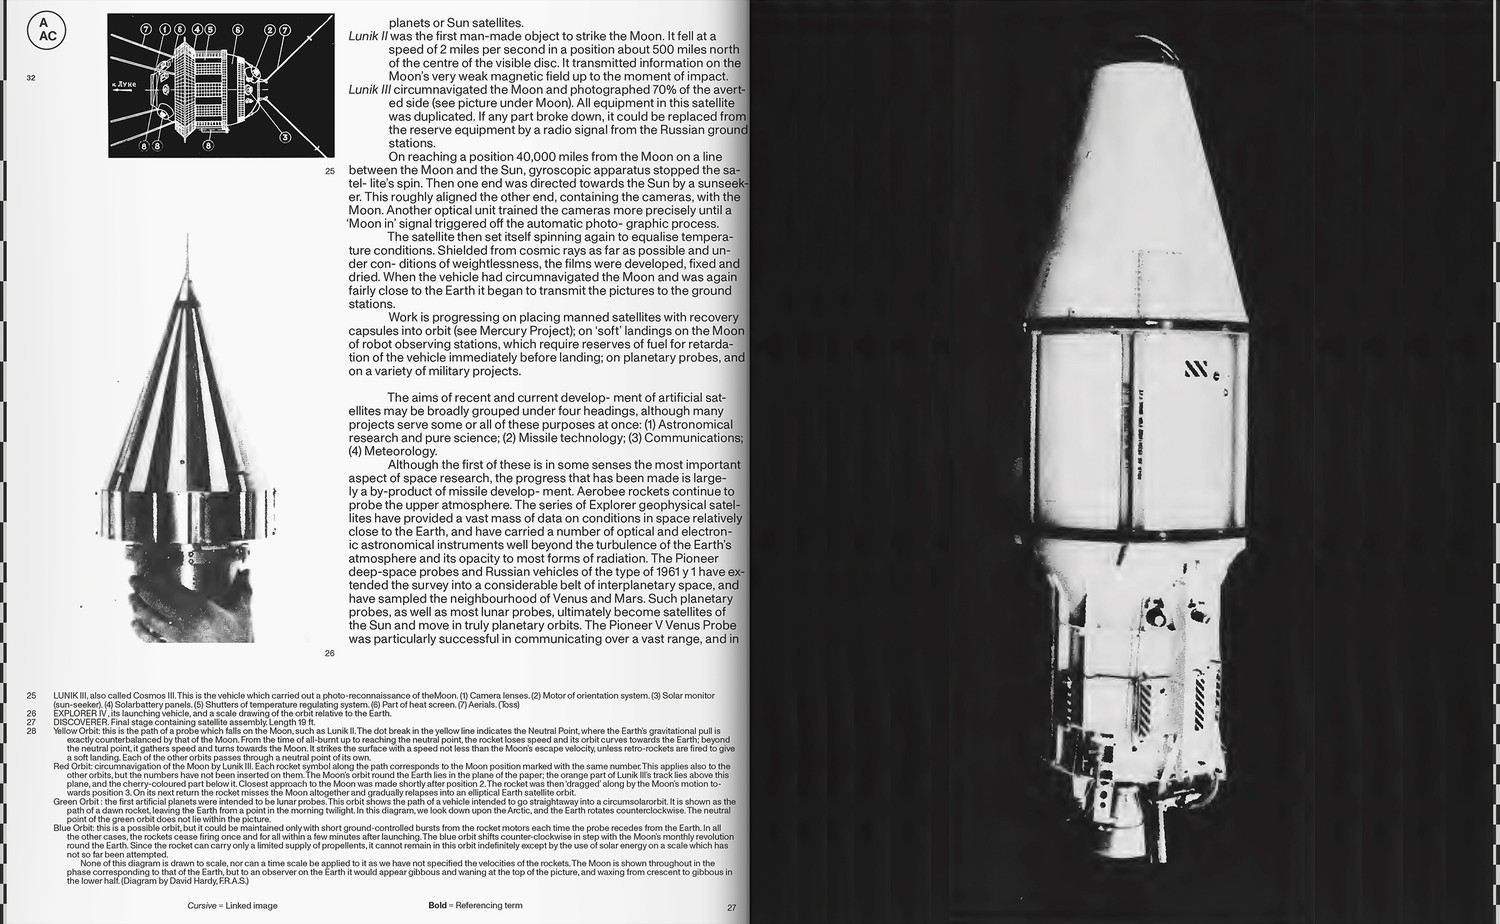 A
AC
32
7 1 6 4 5 6 2 7
к Луне
3
6 8 8
25
planets or Sun satellites.
Lunik II was the first man-made object to strike the Moon. It fell at a
speed of 2 miles per second in a position about 500 miles north
of the centre of the visible disc. It transmitted information on the
Moon's very weak magnetic field up to the moment of impact.
Lunik III circumnavigated the Moon and photographed 70% of the avert-
ed side (see picture under Moon). All equipment in this satellite
was duplicated. If any part broke down, it could be replaced from
the reserve equipment by a radio signal from the Russian ground
stations.
On reaching a position 40,000 miles from the Moon on a line
between the Moon and the Sun, gyroscopic apparatus stopped the sa-
tel- lite's spin. Then one end was directed towards the Sun by a sunseek-
er. This roughly aligned the other end, containing the cameras, with the
Moon. Another optical unit trained the cameras more precisely until a
'Moon in' signal triggered off the automatic photo- graphic process.
The satellite then set itself spinning again to equalise tempera-
ture conditions. Shielded from cosmic rays as far as possible and un-
der con- ditions of weightlessness, the films were developed, fixed and
dried. When the vehicle had circumnavigated the Moon and was again
fairly close to the Earth it began to transmit the pictures to the ground
stations.
Work is progressing on placing manned satellites with recovery
capsules into orbit (see Mercury Project); on 'soft' landings on the Moon
of robot observing stations, which require reserves of fuel for retarda-
tion of the vehicle immediately before landing; on planetary probes, and
on a variety of military projects.
The aims of recent and current develop- ment of artificial sat-
ellites may be broadly grouped under four headings, although many
projects serve some or all of these purposes at once: (1) Astronomical
research and pure science; (2) Missile technology; (3) Communications;
(4) Meteorology.
Although the first of these is in some senses the most important
aspect of space research, the progress that has been made is large-
ly a by-product of missile develop- ment. Aerobee rockets continue to
probe the upper atmosphere. The series of Explorer geophysical satel-
lites have provided a vast mass of data on conditions in space relatively
close to the Earth, and have carried a number of optical and electron-
ic astronomical instruments well beyond the turbulence of the Earth's
atmosphere and its opacity to most forms of radiation. The Pioneer
deep-space probes and Russian vehicles of the type of 1961 y 1 have ex-
tended the survey into a considerable belt of interplanetary space, and
have sampled the neighbourhood of Venus and Mars. Such planetary
probes, as well as most lunar probes, ultimately become satellites of
the Sun and move in truly planetary orbits. The Pioneer V Venus Probe
was particularly successful in communicating over a vast range, and in
26
25 LUNIK III, also called Cosmos III. This is the vehicle which carried out a photo-reconnaissance of theMoon. (1) Camera lenses. (2) Motor of orientation system. (3) Solar monitor
(sun-seeker). (4) Solarbattery panels. (5) Shutters of temperature regulating system. (6) Part of heat screen. (7) Aerials. (Toss)
26 EXPLORER IV, its launching vehicle, and a scale drawing of the orbit relative to the Earth.
27 DISCOVERER. Final stage containing satellite assembly. Length 19 ft.
28 Yellow Orbit: this is the path of a probe which falls on the Moon, such as Lunik II. The dot break in the yellow line indicates the Neutral Point, where the Earth's gravitational pull is
exactly counterbalanced by that of the Moon. From the time of all-burnt up to reaching the neutral point, the rocket loses speed and its orbit curves towards the Earth; beyond
the neutral point, it gathers speed and turns towards the Moon. It strikes the surface with a speed not less than the Moon's escape velocity, unless retro-rockets are fired to give
a soft landing. Each of the other orbits passes through a neutral point of its own.
Red Orbit: circumnavigation of the Moon by Lunik III. Each rocket symbol along the path corresponds to the Moon position marked with the same number. This applies also to the
other orbits, but the numbers have not been inserted on them. The Moon's orbit round the Earth lies in the plane of the paper; the orange part of Lunik III's track lies above this
plane, and the cherry-coloured part below it. Closest approach to the Moon was made shortly after position 2. The rocket was then 'dragged' along by the Moon's motion to-
wards position 3. On its next return the rocket misses the Moon altogether and gradually relapses into an elliptical Earth satellite orbit.
Green Orbit : the first artificial planets were intended to be lunar probes. This orbit shows the path of a vehicle intended to go straightaway into a circumsolarorbit. It is shown as the
path of a dawn rocket, leaving the Earth from a point in the morning twilight. In this diagram, we look down upon the Arctic, and the Earth rotates counterclockwise. The neutral
point of the green orbit does not lie within the picture.
Blue Orbit: this is a possible orbit, but it could be maintained only with short ground-controlled bursts from the rocket motors each time the probe recedes from the Earth. In all
the other cases, the rockets cease firing once and for all within a few minutes after launching. The blue orbit shifts counter-clockwise in step with the Moon's monthly revolution
round the Earth. Since the rocket can carry only a limited supply of propellents, it cannot remain in this orbit indefinitely except by the use of solar energy on a scale which has
not so far been attempted.
None of this diagram is drawn to scale, nor can a time scale be applied to it as we have not specified the velocities of the rockets. The Moon is shown throughout in the
phase corresponding to that of the Earth, but to an observer on the Earth it would appear gibbous and waning at the top of the picture, and waxing from crescent to gibbous in
the lower half. (Diagram by David Hardy, F.R.A.S.)
Cursive = Linked image
Bold = Referencing term
27